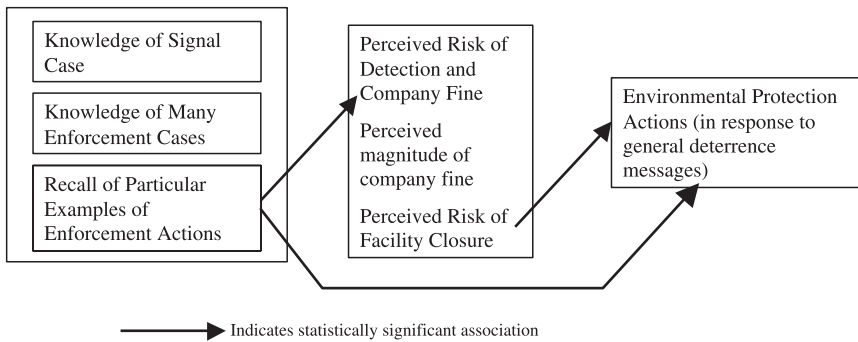 Knowledge of Signal
Case
Knowledge of Many
Enforcement Cases
Recall of Particular
Examples of
Enforcement Actions
Perceived Risk of
Detection and
Company Fine
Perceived
magnitude of
company fine
Perceived Risk of
Facility Closure
Environmental Protection
Actions (in response to
general deterrence
messages)
Indicates statistically significant association